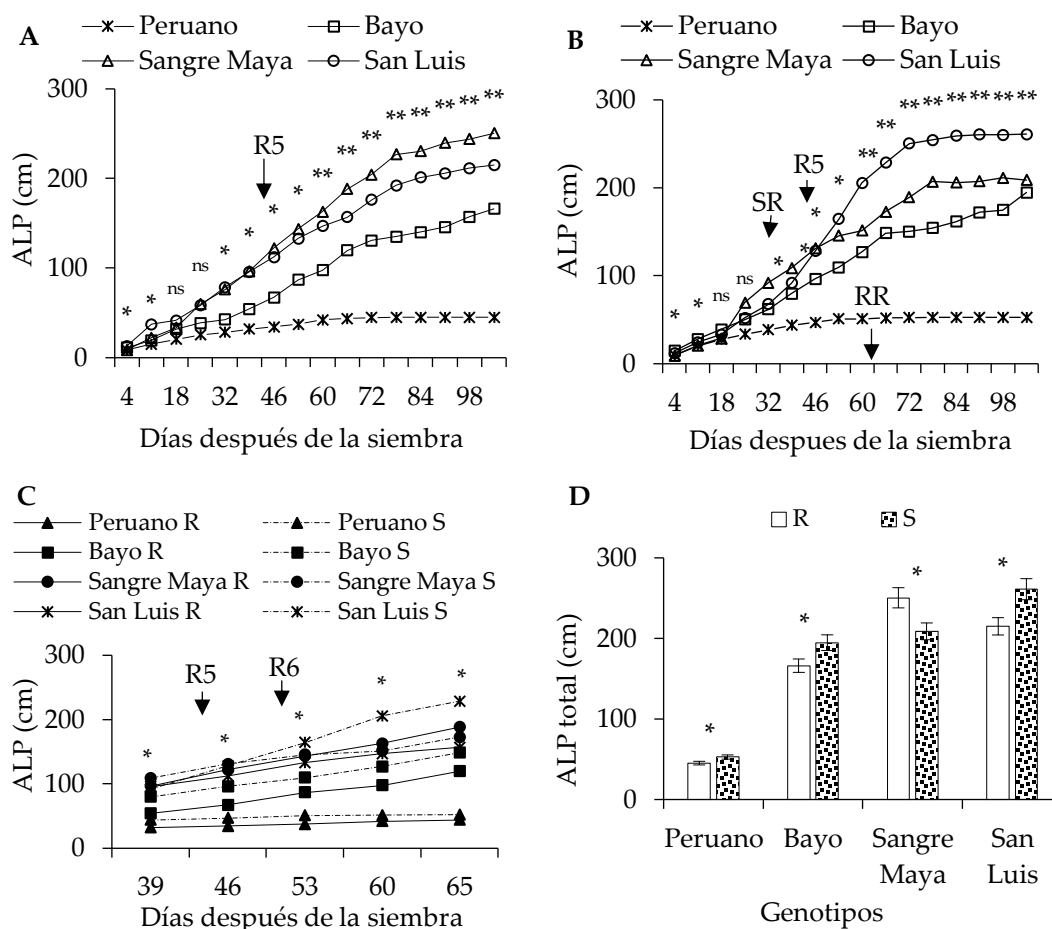 A
Peruano
Bayo
Sangre Maya
San Luis
ALP (cm)
300
200
100
0
* * ns ns * * * * ** ** ** ** ** ** ** **
R5
4 18 32 46 60 72 84 98
Días después de la siembra
B
Peruano
Bayo
Sangre Maya
San Luis
ALP (cm)
300
200
100
0
* * ns ns * * * * ** ** ** ** ** ** ** **
SR
R5
RR
4 18 32 46 60 72 84 98
Días despues de la siembra
C
Peruano R
Peruano S
Bayo R
Bayo S
Sangre Maya R
Sangre Maya S
San Luis R
San Luis S
ALP (cm)
300
200
100
0
R5
R6
* * * * *
39 46 53 60 65
Días después de la siembra
D
R
S
ALP total (cm)
300
200
100
0
* * * *
Peruano Bayo Sangre San
Maya Luis
Genotipos